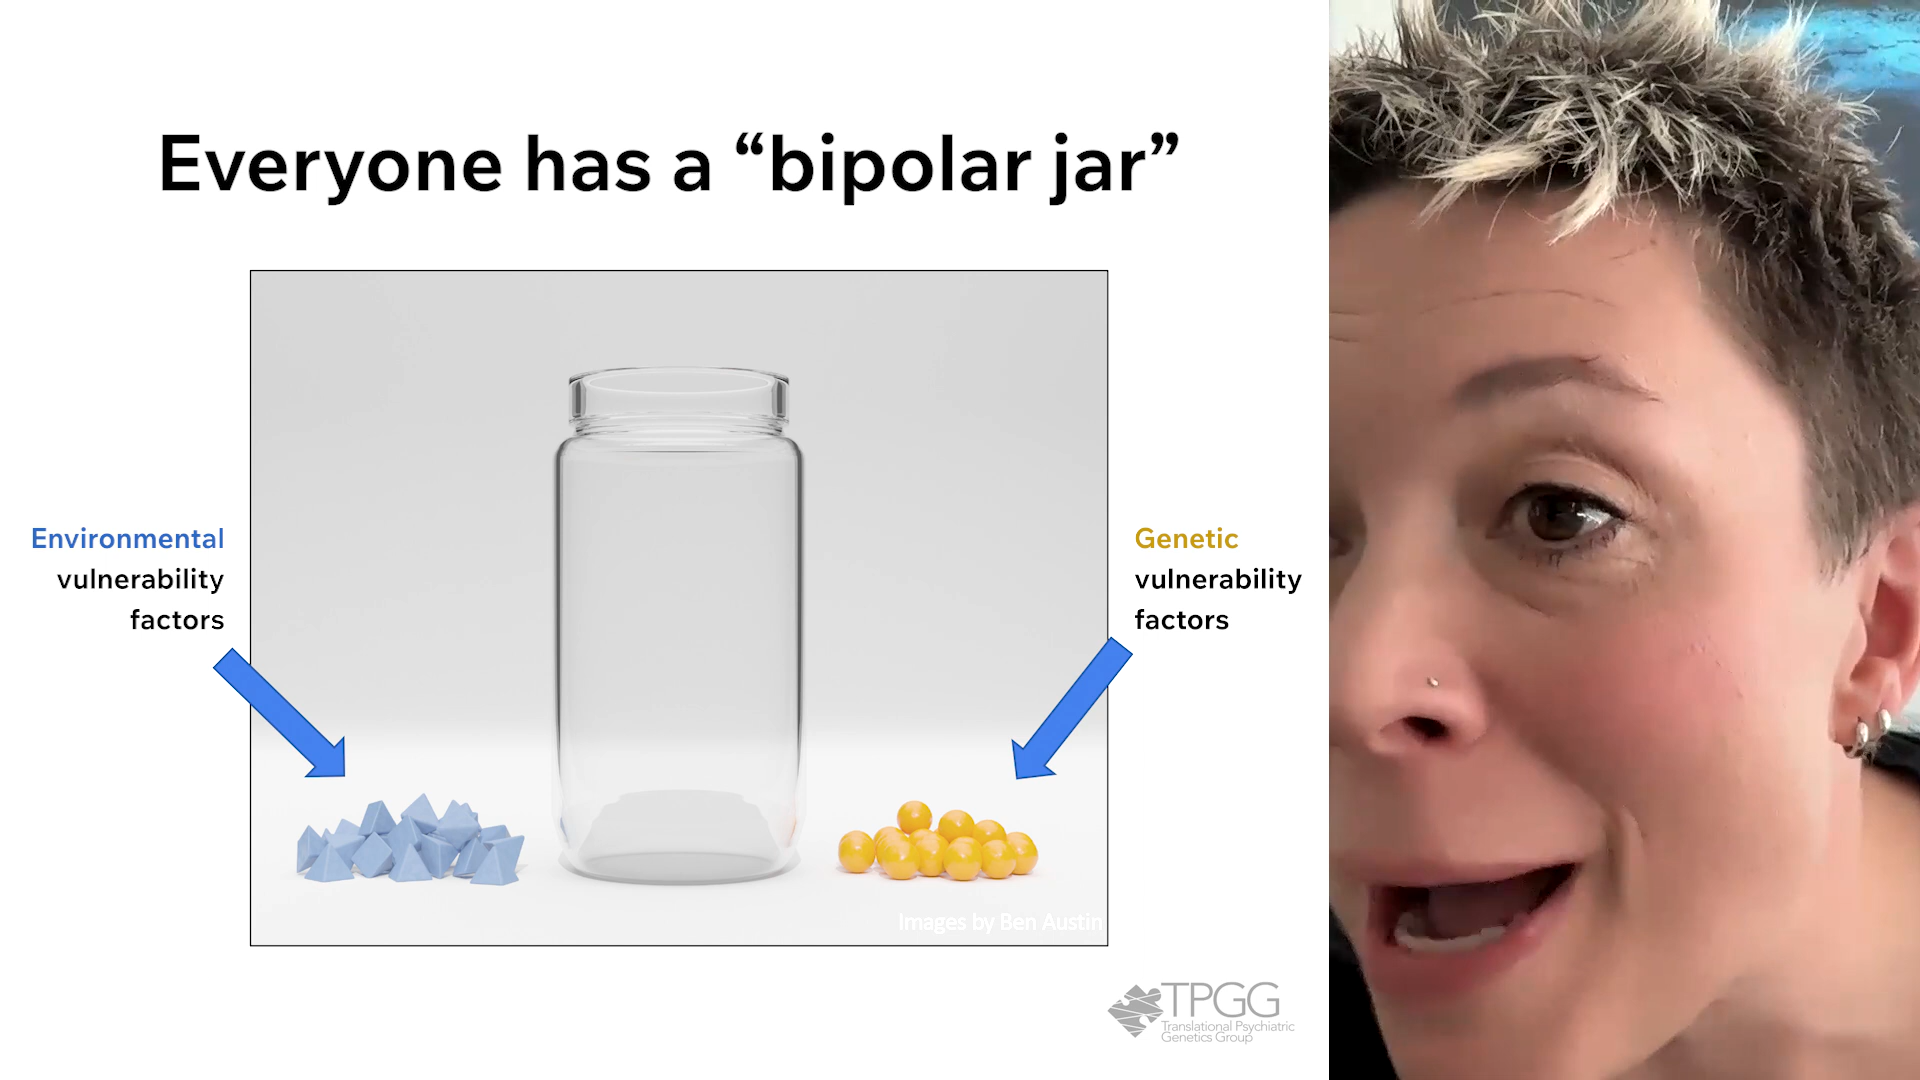 Everyone has a “bipolar jar”
Environmental
vulnerability
factors
Genetic
vulnerability
factors
Images by Ben Austin
TPGG
Translational Psychiatric
Genetics Group